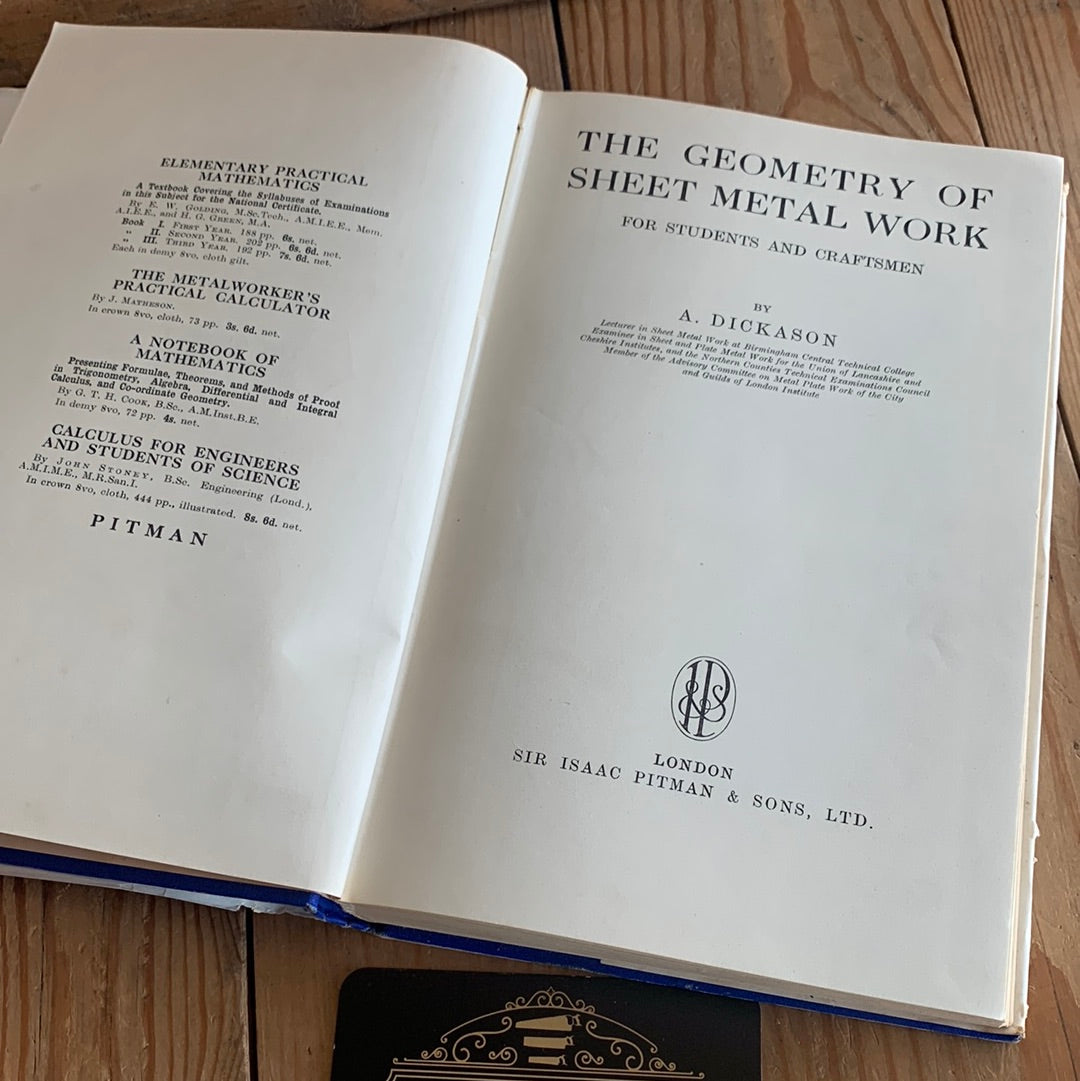 ELEMENTARY PRACTICAL
MATHEMATICS
A Textbook Covering the Syllabuses of Examinations
in this Subject for the National Certificate.
By E. W. GOLDING, M.Sc.Tech., A.M.I.E.E., Mem.
A.I.E.E., and H. G. GREEN, M.A.
Book I. FIRST YEAR. 188 pp. 6s. net.
„ II. SECOND YEAR. 202 pp. 6s. 6d. net.
„ III. THIRD YEAR. 192 pp. 7s. 6d. net.
Each in demy 8vo, cloth gilt.
THE METALWORKER'S
PRACTICAL CALCULATOR
By J. MATHESON.
In crown 8vo, cloth, 73 pp. 3s. 6d. net.
A NOTEBOOK OF
MATHEMATICS
Presenting Formulae, Theorems, and Methods of Proof
in Trigonometry, Algebra, Differential and Integral
Calculus, and Co-ordinate Geometry.
By G. T. H. COOK, B.Sc., A.M.Inst.B.E.
In demy 8vo, 72 pp. 4s. net.
CALCULUS FOR ENGINEERS
AND STUDENTS OF SCIENCE
By JOHN STONEY, B.Sc. Engineering (Lond.),
A.M.I.M.E., M.R.San.I.
In crown 8vo, cloth, 444 pp., illustrated. 8s. 6d. net.
PITMAN
THE GEOMETRY OF
SHEET METAL WORK
FOR STUDENTS AND CRAFTSMEN
BY
A. DICKASON
Lecturer in Sheet Metal Work at Birmingham Central Technical College
Examiner in Sheet and Plate Metal Work for the Union of Lancashire and
Cheshire Institutes, and the Northern Counties Technical Examinations Council
Member of the Advisory Committee on Metal Plate Work of the City
and Guilds of London Institute
LONDON
SIR ISAAC PITMAN & SONS, LTD.